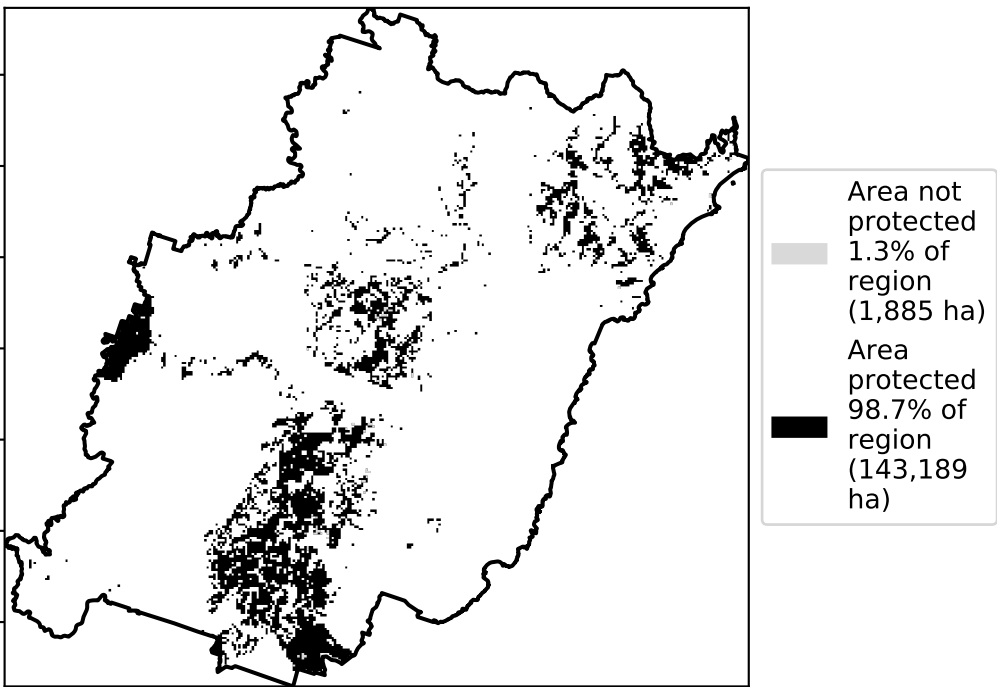 Area not
protected
1.3% of
region
(1,885 ha)
Area
protected
98.7% of
region
(143,189
ha)